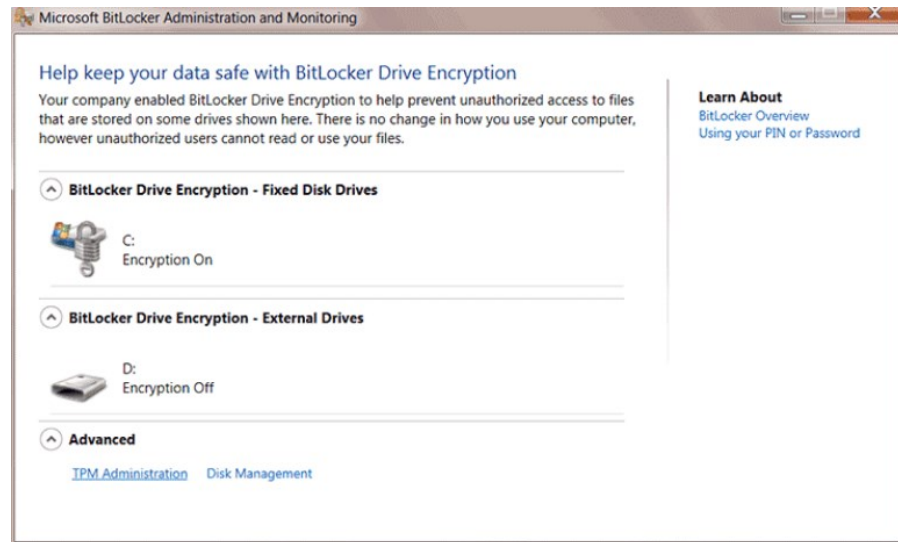 Microsoft BitLocker Administration and Monitoring
Help keep your data safe with BitLocker Drive Encryption
Your company enabled BitLocker Drive Encryption to help prevent unauthorized access to files
that are stored on some drives shown here. There is no change in how you use your computer,
however unauthorized users cannot read or use your files.
BitLocker Drive Encryption - Fixed Disk Drives
C:
Encryption On
BitLocker Drive Encryption - External Drives
D:
Encryption Off
Advanced
TPM Administration Disk Management
Learn About
BitLocker Overview
Using your PIN or Password